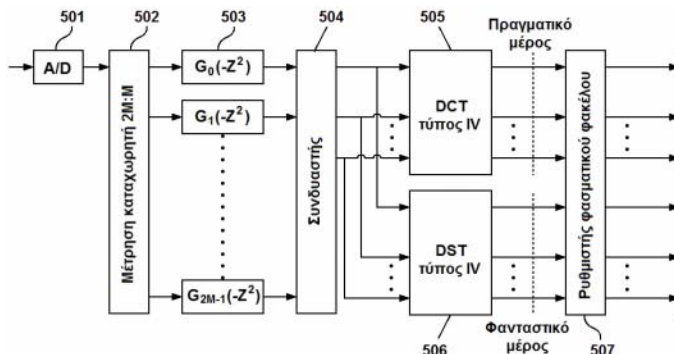 501
502
503
504
505
Πραγματικό
μέρος
A/D
Μέτρηση καταχωρητή 2M:M
G₀(-Z²)
G₁(-Z²)
G₂ₘ₋₁(-Z²)
Συνδυαστής
DCT
τύπος IV
DST
τύπος IV
Ρυθμιστής φασματικού φακέλου
Φανταστικό
μέρος
506
507